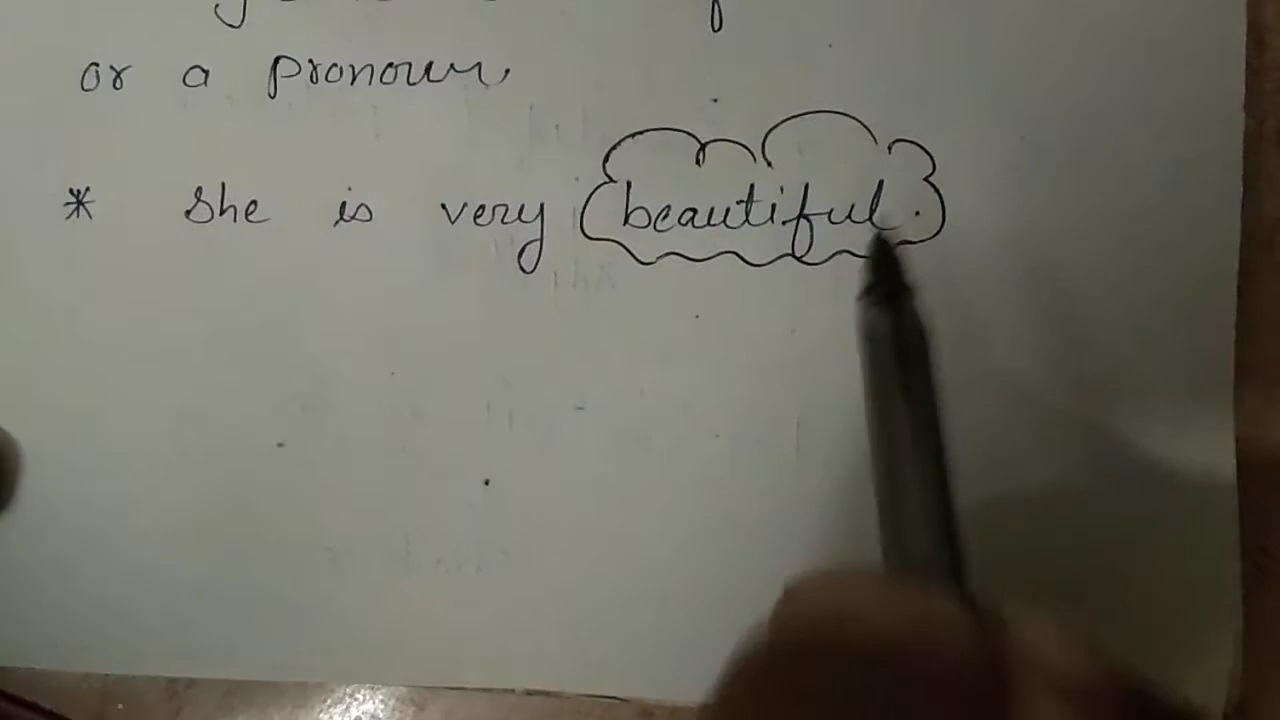 or a pronoun,
* She is very beautiful.